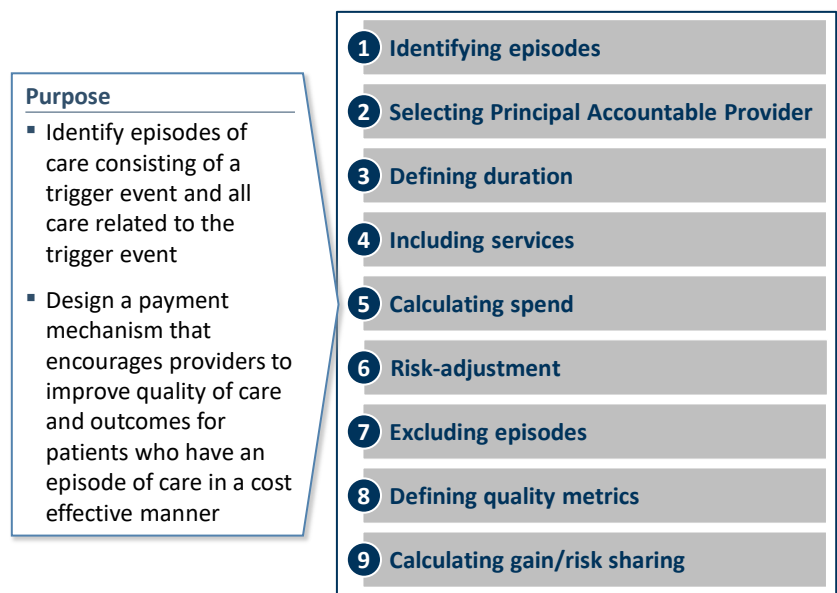 Purpose
▪ Identify episodes of
care consisting of a
trigger event and all
care related to the
trigger event
▪ Design a payment
mechanism that
encourages providers to
improve quality of care
and outcomes for
patients who have an
episode of care in a cost
effective manner
1 Identifying episodes
2 Selecting Principal Accountable Provider
3 Defining duration
4 Including services
5 Calculating spend
6 Risk-adjustment
7 Excluding episodes
8 Defining quality metrics
9 Calculating gain/risk sharing